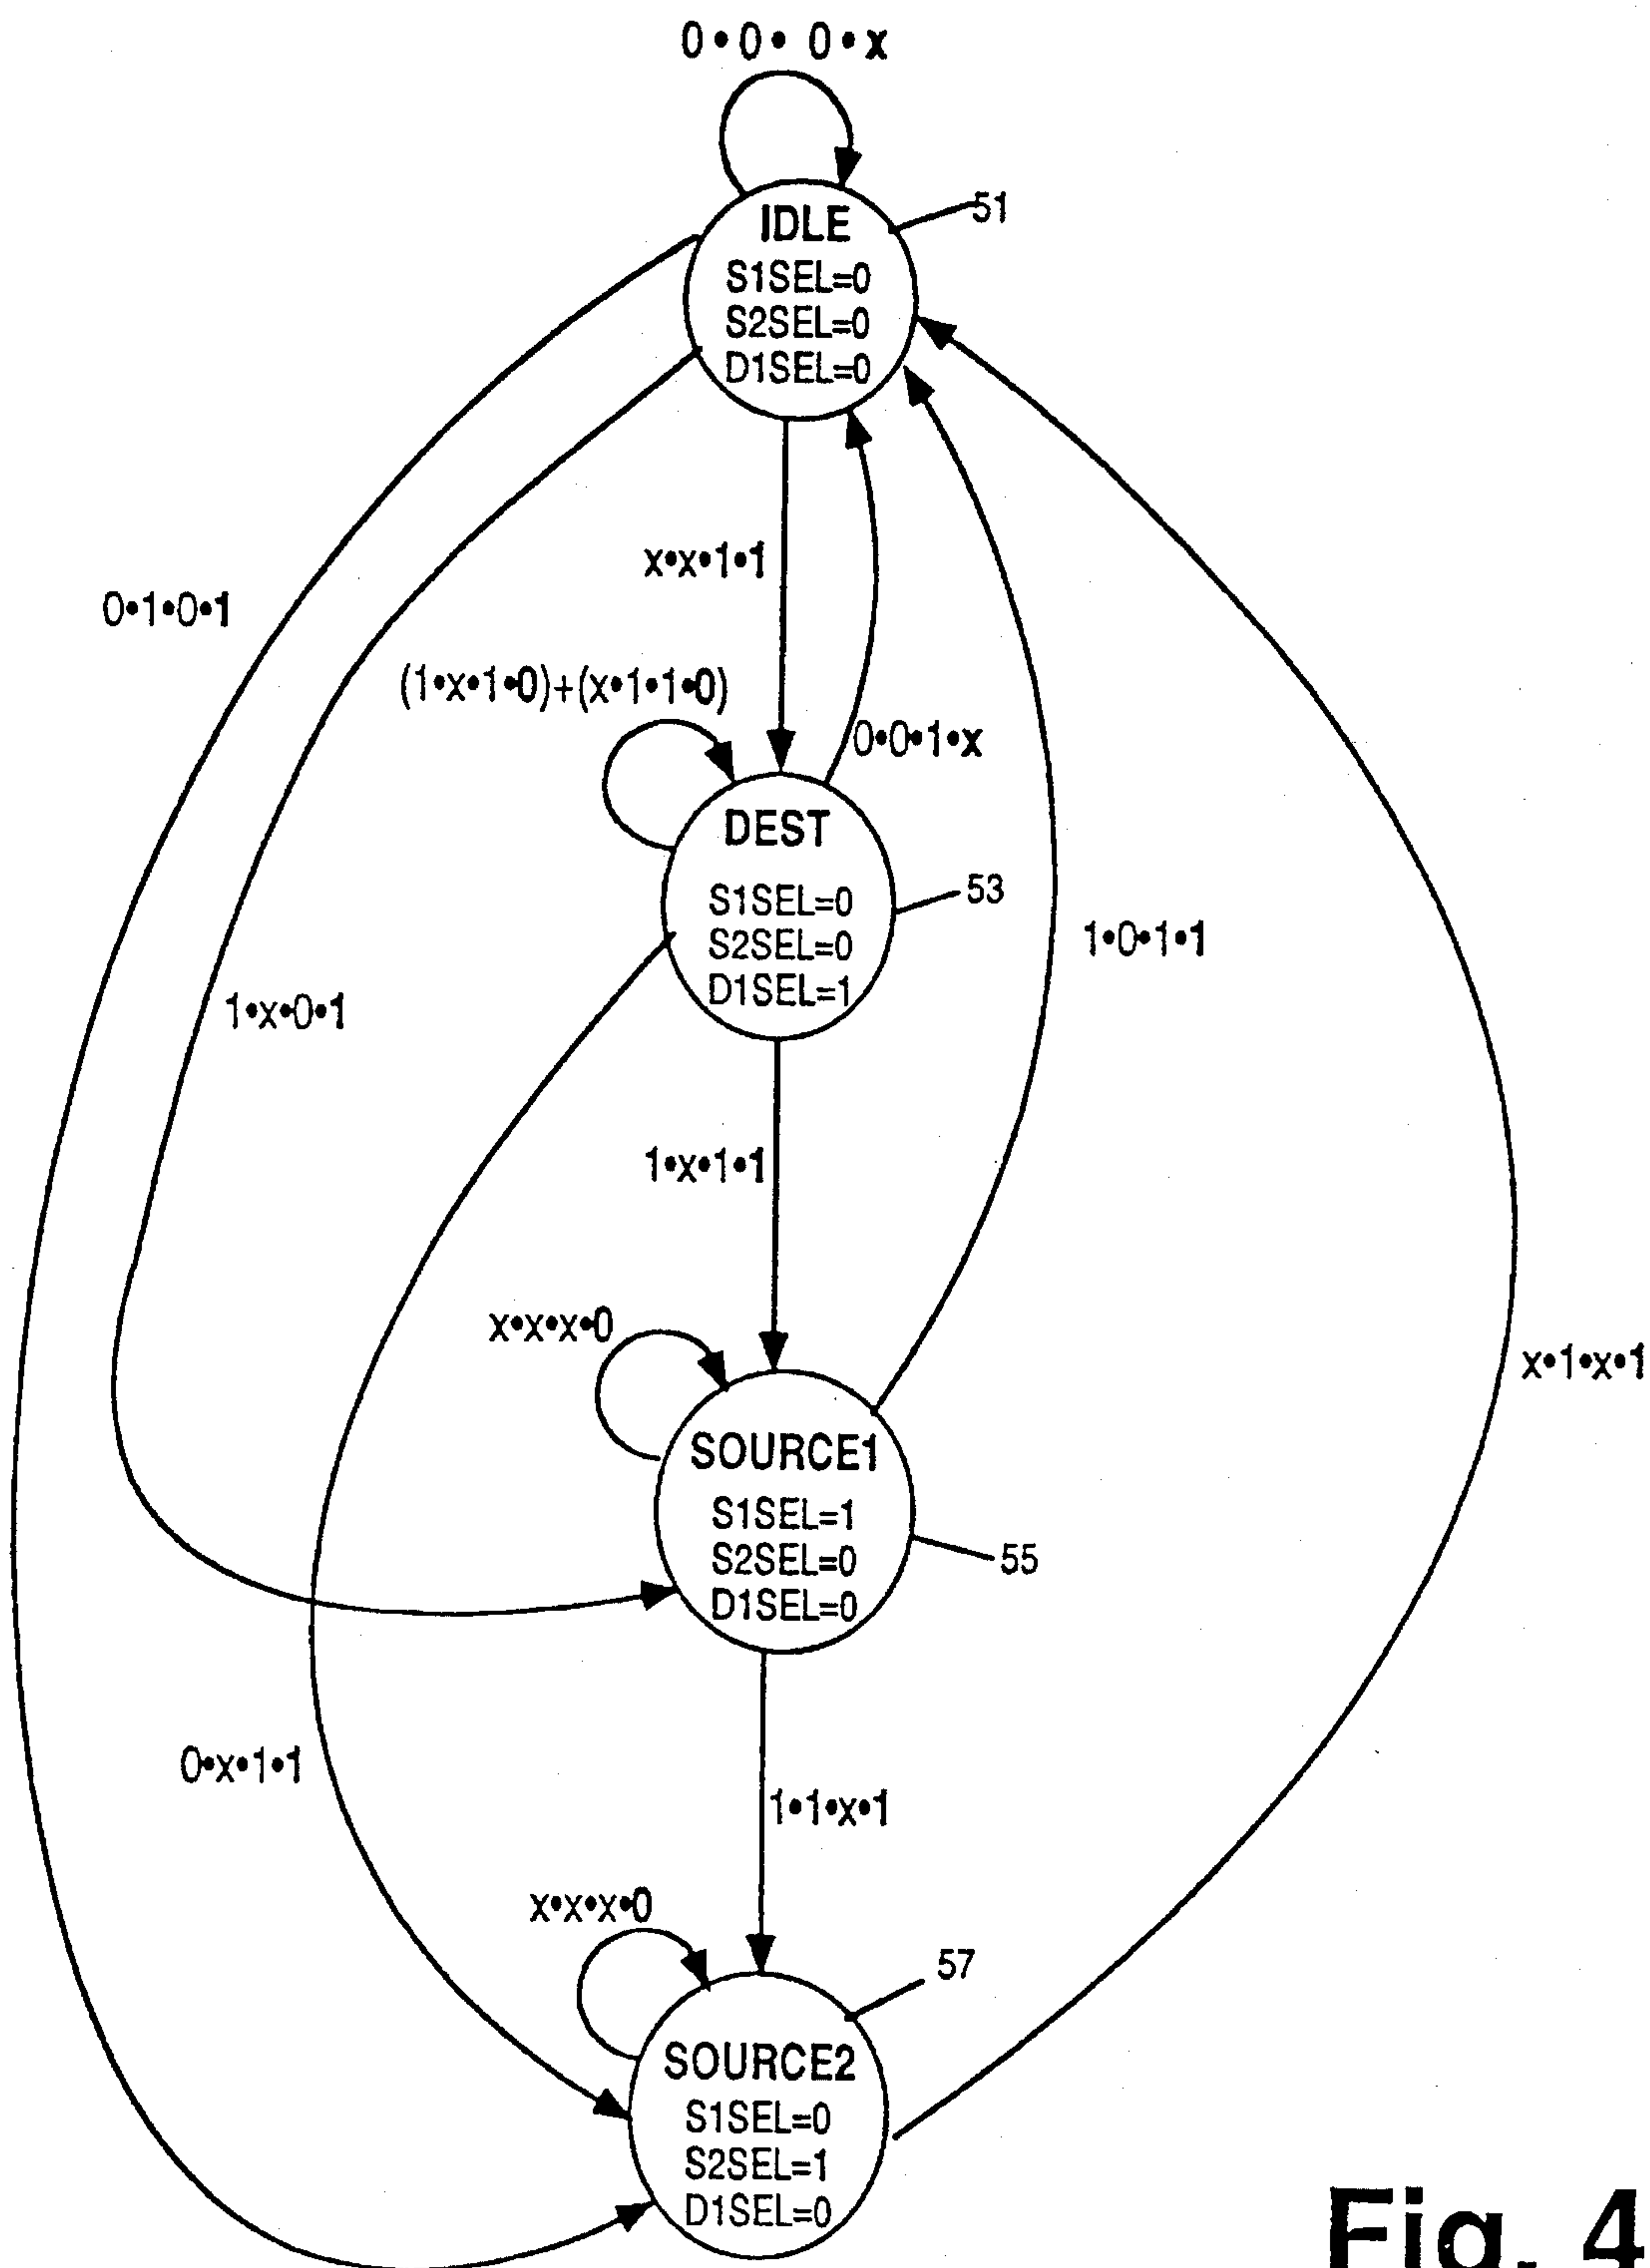 0•0• 0•x
51
IDLE
S1SEL=0
S2SEL=0
D1SEL=0
x•x•1•1
0•1•0•1
(1•x•1•0)+(x•1•1•0)
0•0•1•x
DEST
S1SEL=0
S2SEL=0
D1SEL=1
53
1•0•1•1
1•x•0•1
1•x•1•1
x•x•x•0
x•1•x•1
SOURCE1
S1SEL=1
S2SEL=0
D1SEL=0
55
0•x•1•1
1•1•x•1
x•x•x•0
57
SOURCE2
S1SEL=0
S2SEL=1
D1SEL=0
Fig. 4